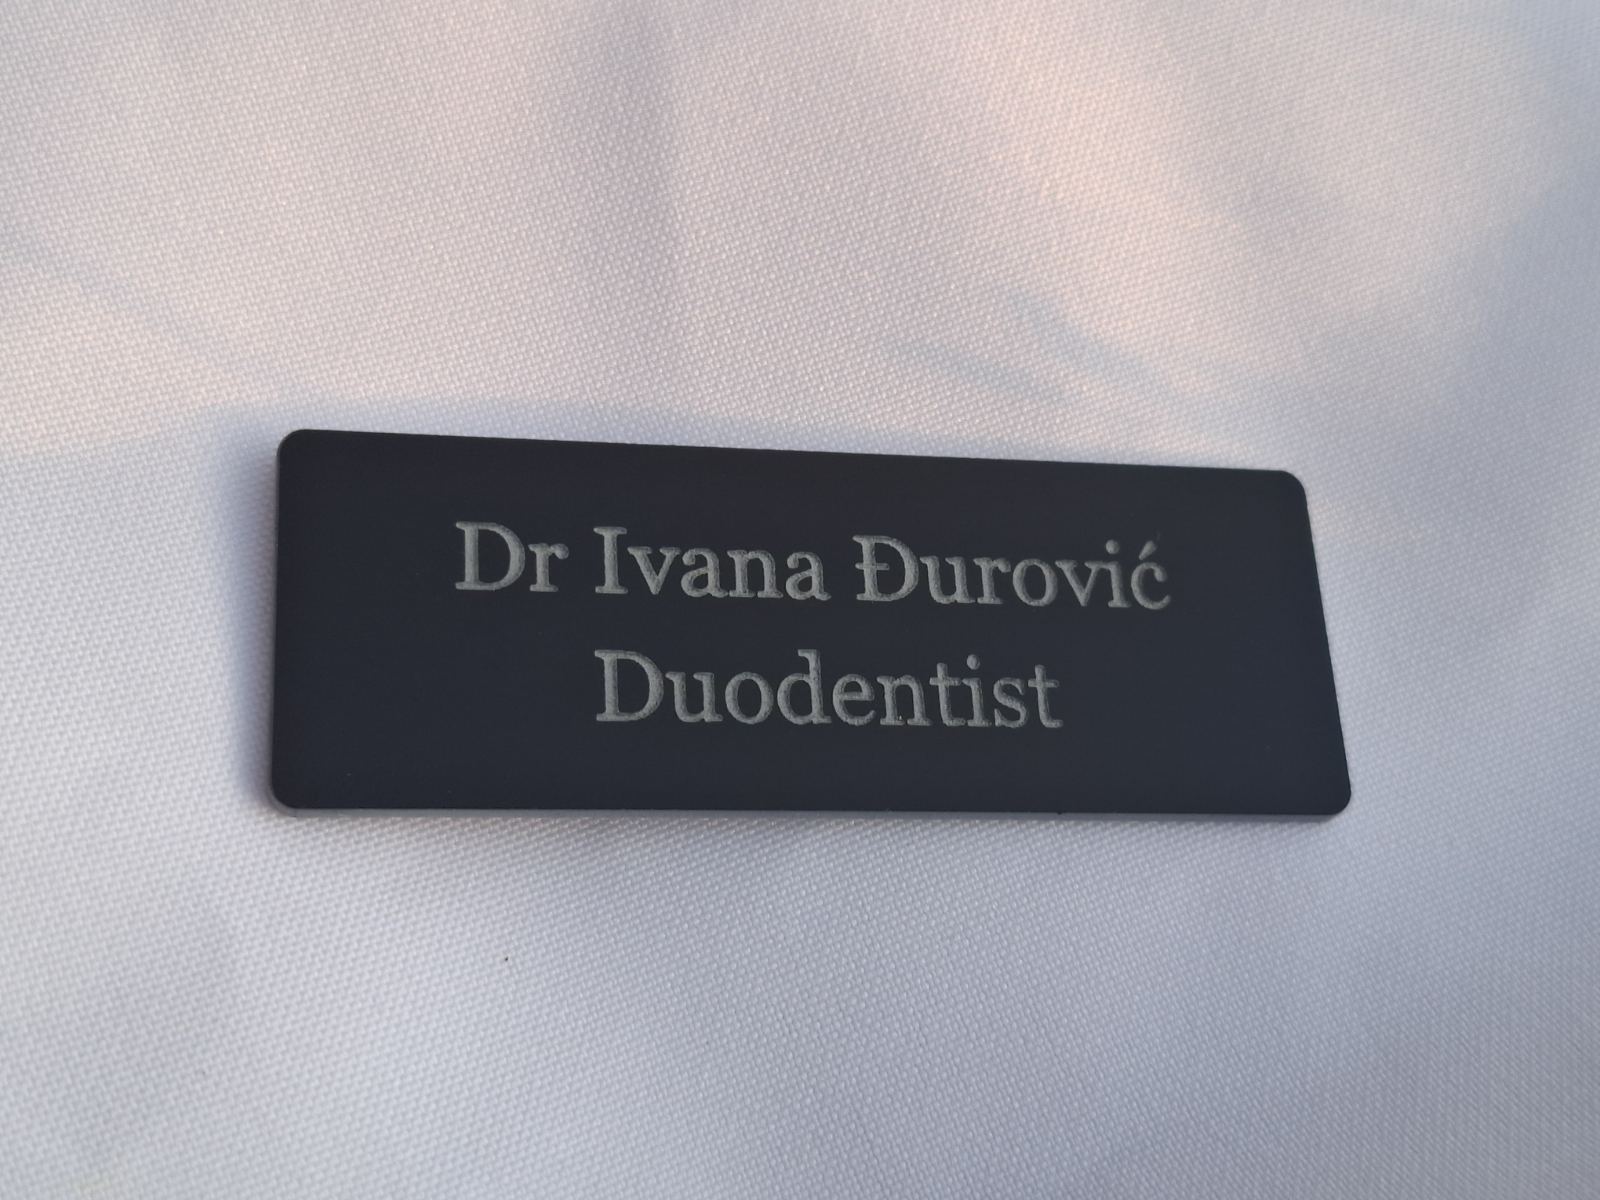 Dr Ivana Đurović
Duodentist